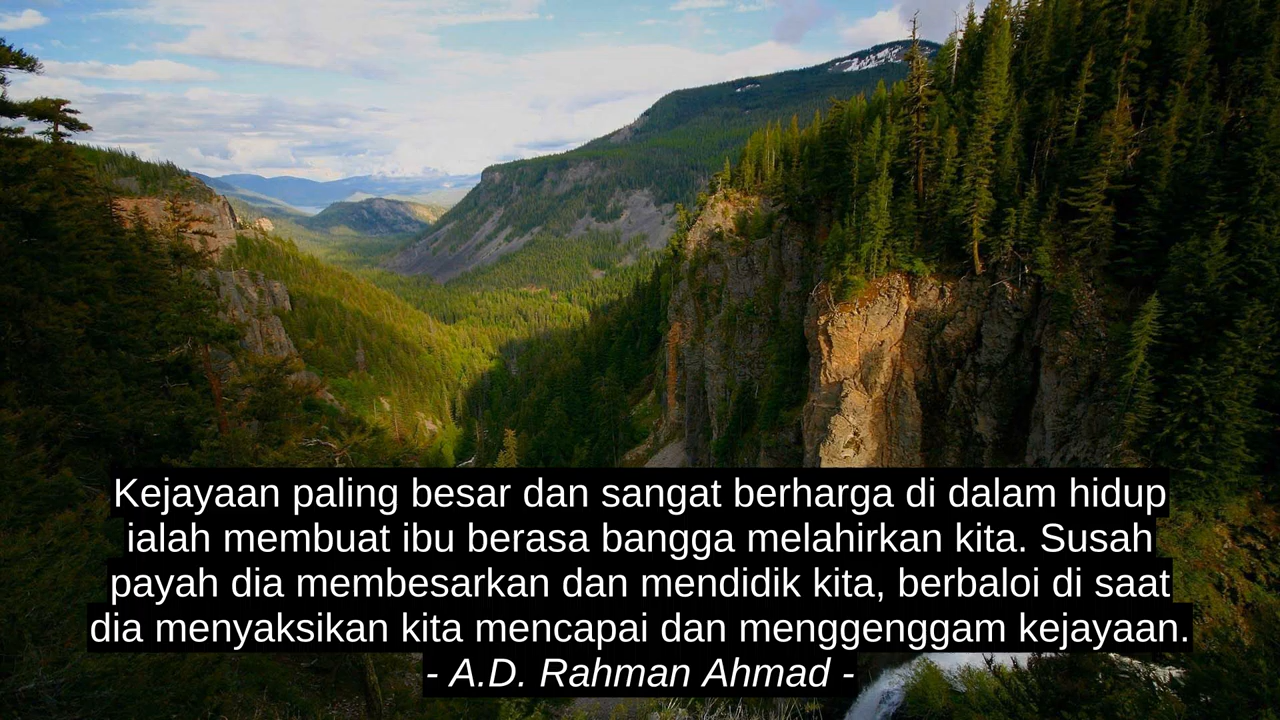 Kejayaan paling besar dan sangat berharga di dalam hidup
ialah membuat ibu berasa bangga melahirkan kita. Susah
payah dia membesarkan dan mendidik kita, berbaloi di saat
dia menyaksikan kita mencapai dan menggenggam kejayaan.
- A.D. Rahman Ahmad -